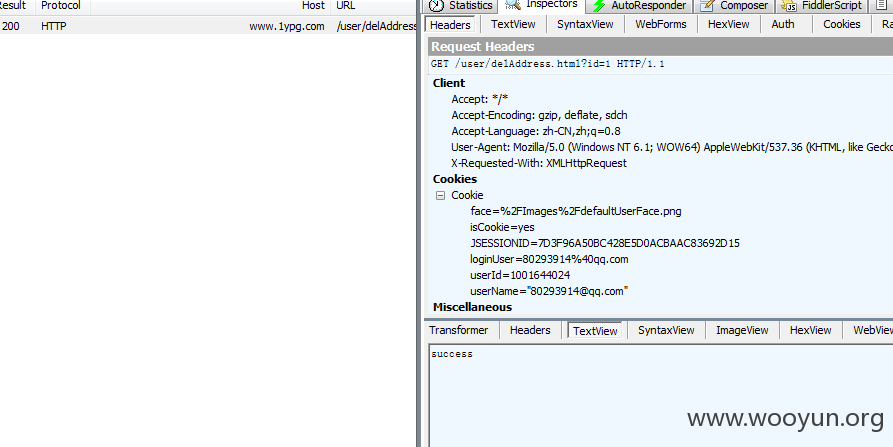 Result Protocol Host URL
200 HTTP www.1ypg.com /user/delAddress
Statistics Inspectors AutoResponder Composer FiddlerScript
Headers TextView SyntaxView WebForms HexView Auth Cookies Ra
Request Headers
GET /user/delAddress.html?id=1 HTTP/1.1
Client
Accept: */*
Accept-Encoding: gzip, deflate, sdch
Accept-Language: zh-CN,zh;q=0.8
User-Agent: Mozilla/5.0 (Windows NT 6.1; WOW64) AppleWebKit/537.36 (KHTML, like Gecko
X-Requested-With: XMLHttpRequest
Cookies
Cookie
face=%2FImages%2FdefaultUserFace.png
isCookie=yes
JSESSIONID=7D3F96A50BC428E5D0ACBAAC83692D15
loginUser=80293914%40qq.com
userId=1001644024
userName="80293914@qq.com"
Miscellaneous
Transformer Headers TextView SyntaxView ImageView HexView WebView
success
www.wooyun.org